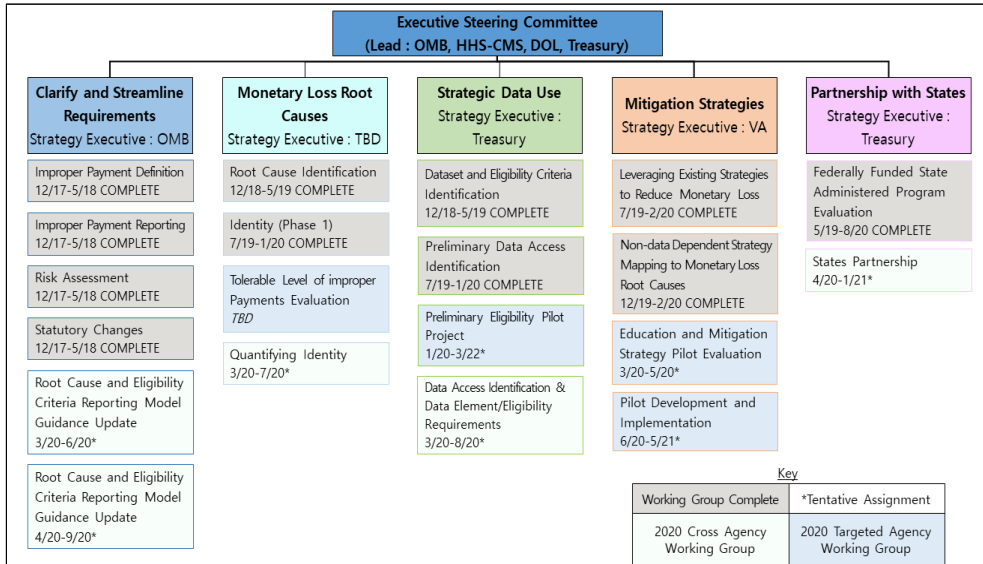 Executive Steering Committee
(Lead : OMB, HHS-CMS, DOL, Treasury)
Clarify and Streamline
Requirements
Strategy Executive : OMB
Improper Payment Definition
12/17-5/18 COMPLETE
Improper Payment Reporting
12/17-5/18 COMPLETE
Risk Assessment
12/17-5/18 COMPLETE
Statutory Changes
12/17-5/18 COMPLETE
Root Cause and Eligibility
Criteria Reporting Model
Guidance Update
3/20-6/20*
Root Cause and Eligibility
Criteria Reporting Model
Guidance Update
4/20-9/20*
Monetary Loss Root
Causes
Strategy Executive : TBD
Root Cause Identification
12/18-5/19 COMPLETE
Identity (Phase 1)
7/19-1/20 COMPLETE
Tolerable Level of improper
Payments Evaluation
TBD
Quantifying Identity
3/20-7/20*
Strategic Data Use
Strategy Executive :
Treasury
Dataset and Eligibility Criteria
Identification
12/18-5/19 COMPLETE
Preliminary Data Access
Identification
7/19-1/20 COMPLETE
Preliminary Eligibility Pilot
Project
1/20-3/22*
Data Access Identification &
Data Element/Eligibility
Requirements
3/20-8/20*
Mitigation Strategies
Strategy Executive : VA
Leveraging Existing Strategies
to Reduce Monetary Loss
7/19-2/20 COMPLETE
Non-data Dependent Strategy
Mapping to Monetary Loss
Root Causes
12/19-2/20 COMPLETE
Education and Mitigation
Strategy Pilot Evaluation
3/20-5/20*
Pilot Development and
Implementation
6/20-5/21*
Partnership with States
Strategy Executive :
Treasury
Federally Funded State
Administered Program
Evaluation
5/19-8/20 COMPLETE
States Partnership
4/20-1/21*
Key
Working Group Complete
*Tentative Assignment
2020 Cross Agency
Working Group
2020 Targeted Agency
Working Group